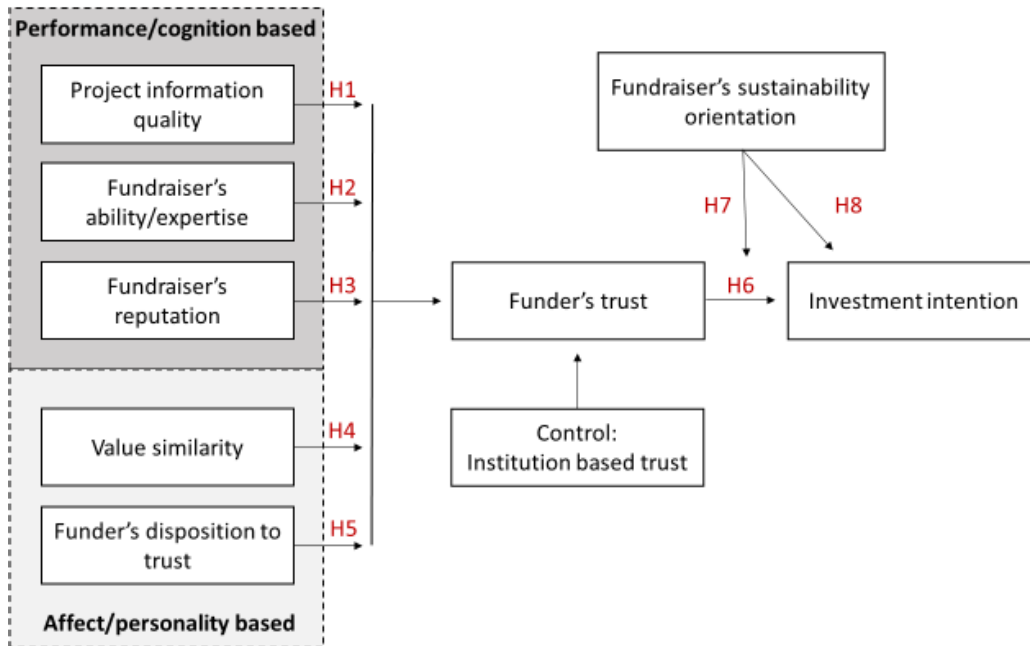 Performance/cognition based
Project information
quality
H1
Fundraiser's
ability/expertise
H2
Fundraiser's
reputation
H3
Value similarity
H4
Funder's disposition to
trust
H5
Affect/personality based
Fundraiser's sustainability
orientation
H7
H8
Funder's trust
H6
Investment intention
Control:
Institution based trust